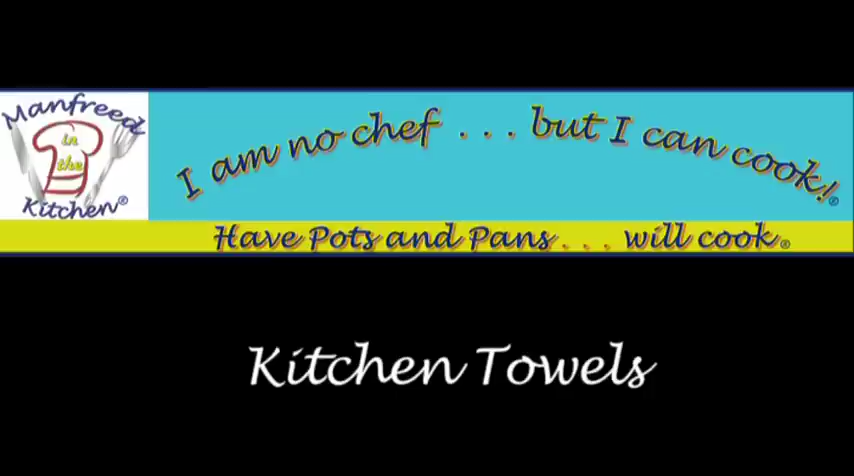 Manfreed
in
the
Kitchen®
I am no chef . . . but I can cook!®
Have Pots and Pans . . . will cook®
Kitchen Towels